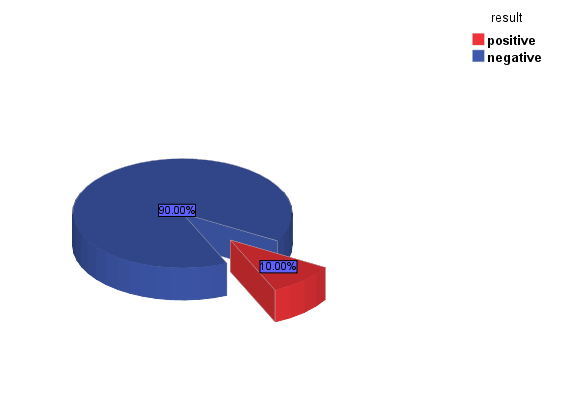 result
positive
negative
90.00%
10.00%